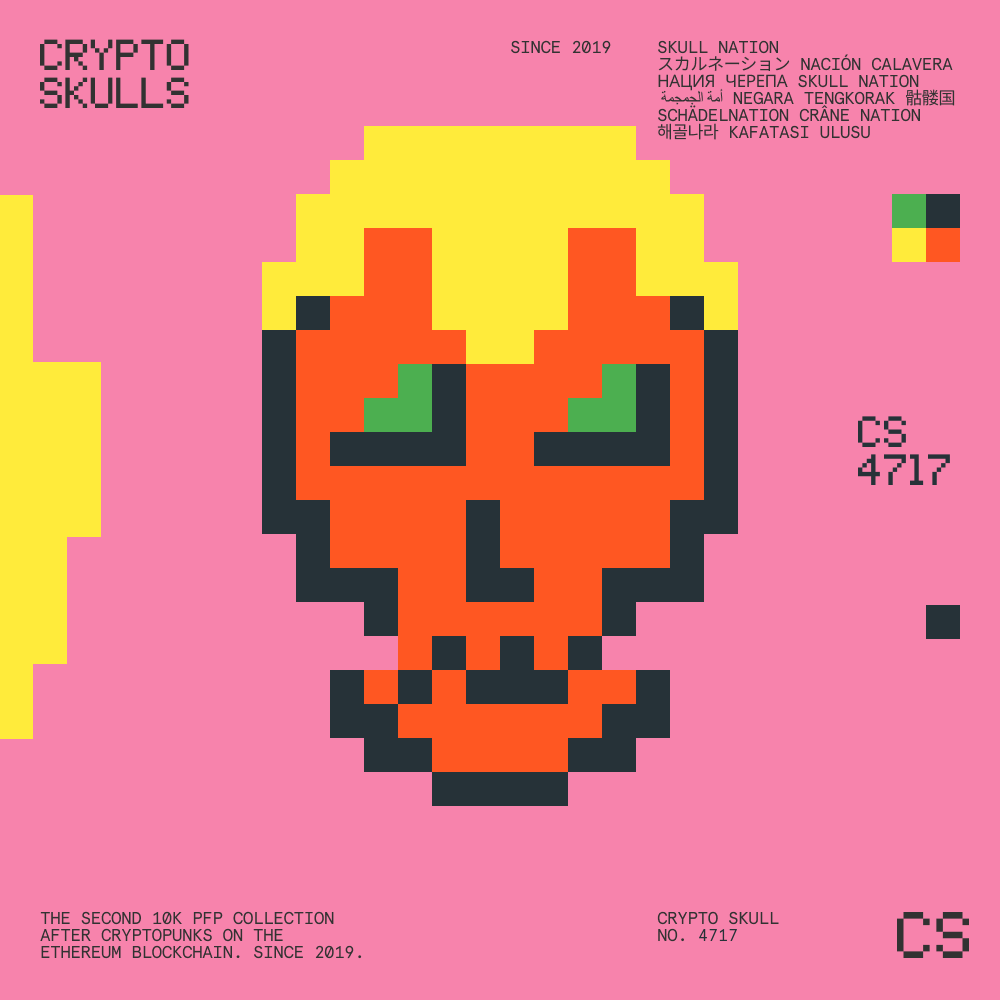 CRYPTO
SKULLS
SINCE 2019
SKULL NATION
スカルネーション NACIÓN CALAVERA
НАЦИЯ ЧЕРЕПА SKULL NATION
أمة الجمجمة NEGARA TENGKORAK 骷髅国
SCHÄDELNATION CRÂNE NATION
해골나라 KAFATASI ULUSU
CS
4717
THE SECOND 10K PFP COLLECTION
AFTER CRYPTOPUNKS ON THE
ETHEREUM BLOCKCHAIN. SINCE 2019.
CRYPTO SKULL
NO. 4717
CS